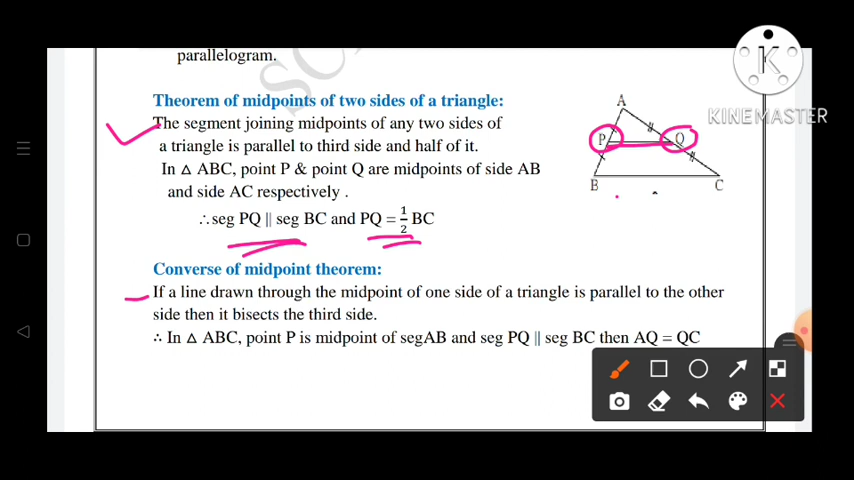 parallelogram.
Theorem of midpoints of two sides of a triangle:
The segment joining midpoints of any two sides of
a triangle is parallel to third side and half of it.
In △ ABC, point P & point Q are midpoints of side AB
and side AC respectively .
∴ seg PQ || seg BC and PQ = 1/2 BC
A
P
Q
B
C
K
KINEMASTER
Converse of midpoint theorem:
If a line drawn through the midpoint of one side of a triangle is parallel to the other
side then it bisects the third side.
∴ In △ ABC, point P is midpoint of segAB and seg PQ || seg BC then AQ = QC